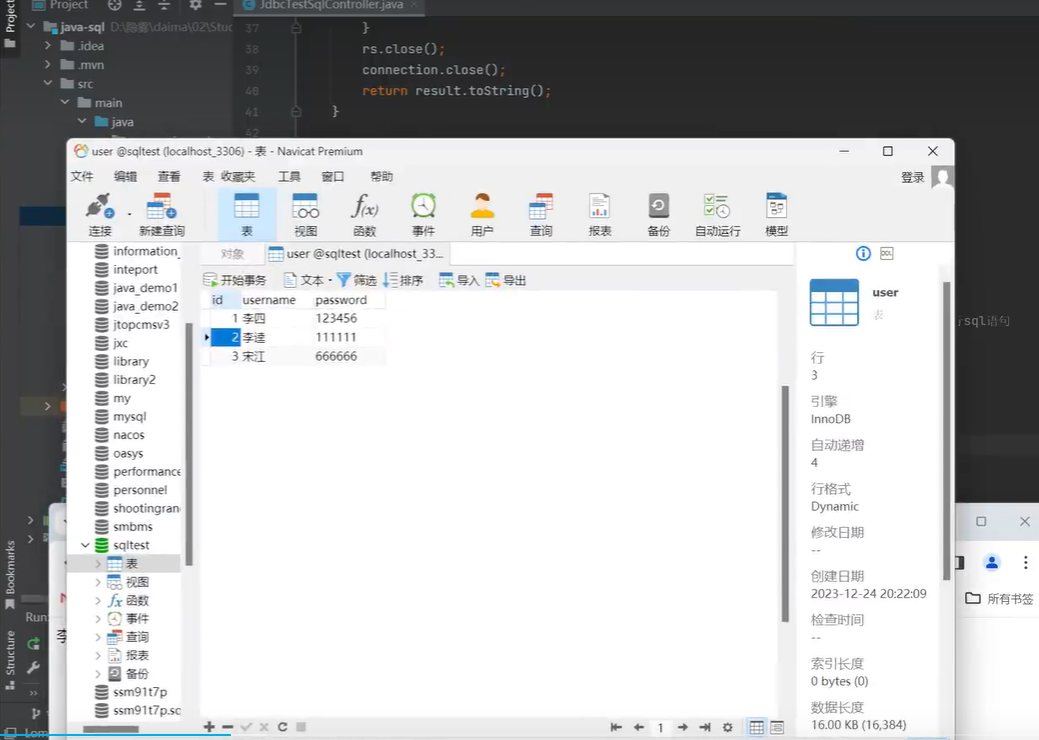 Project
JdbcTestSqlController.java
Project
java-sql
37
}
.idea
38
rs.close();
.mvn
39
connection.close();
src
40
return result.toString();
main
41
}
java
42
user @sqltest (localhost_3306) - 表 - Navicat Premium
文件 编辑 查看 表 收藏夹 工具 窗口 帮助
登录
连接 新建查询 表 视图 函数 事件 用户 查询 报表 备份 自动运行 模型
对象 user @sqltest (localhost_33...
开始事务 文本 筛选 排序 导入 导出
id username password
1 李四 123456
2 李逵 111111
3 宋江 666666
information_
inteport
java_demo1
java_demo2
jtopcmsv3
jxc
library
library2
my
mysql
nacos
oasys
performance
personnel
shootingran
smbms
sqltest
表
视图
函数
事件
查询
报表
备份
ssm91t7p
ssm91t7p.sq
1
user
表
行
3
引擎
InnoDB
自动递增
4
行格式
Dynamic
修改日期
--
创建日期
2023-12-24 20:22:09
检查时间
--
索引长度
0 bytes (0)
数据长度
16.00 KB (16,384)
sql语句
所有书签
Bookmarks
Structure
Run:
李